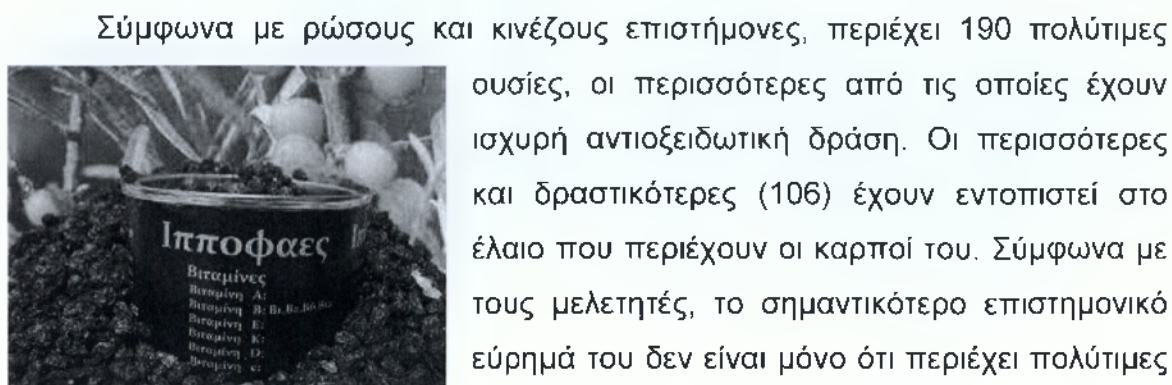 Σύμφωνα με ρώσους και κινέζους επιστήμονες, περιέχει 190 πολύτιμες
ουσίες, οι περισσότερες από τις οποίες έχουν
ισχυρή αντιοξειδωτική δράση. Οι περισσότερες
και δραστικότερες (106) έχουν εντοπιστεί στο
έλαιο που περιέχουν οι καρποί του. Σύμφωνα με
τους μελετητές, το σημαντικότερο επιστημονικό
εύρημά του δεν είναι μόνο ότι περιέχει πολύτιμες
Ιπποφαες
Βιταμίνες
Βιταμίνη Α:
Βιταμίνη Β:
Βιταμίνη Ε:
Βιταμίνη Κ:
Βιταμίνη D:
Βιταμίνη c: